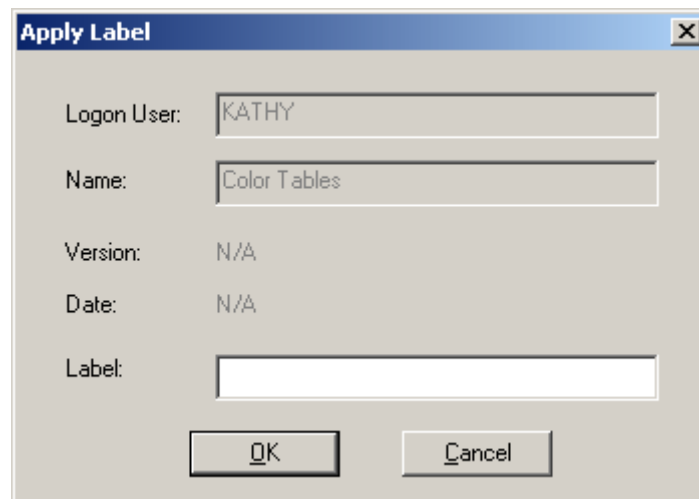 Apply Label
Logon User: KATHY
Name: Color Tables
Version: N/A
Date: N/A
Label:
OK Cancel